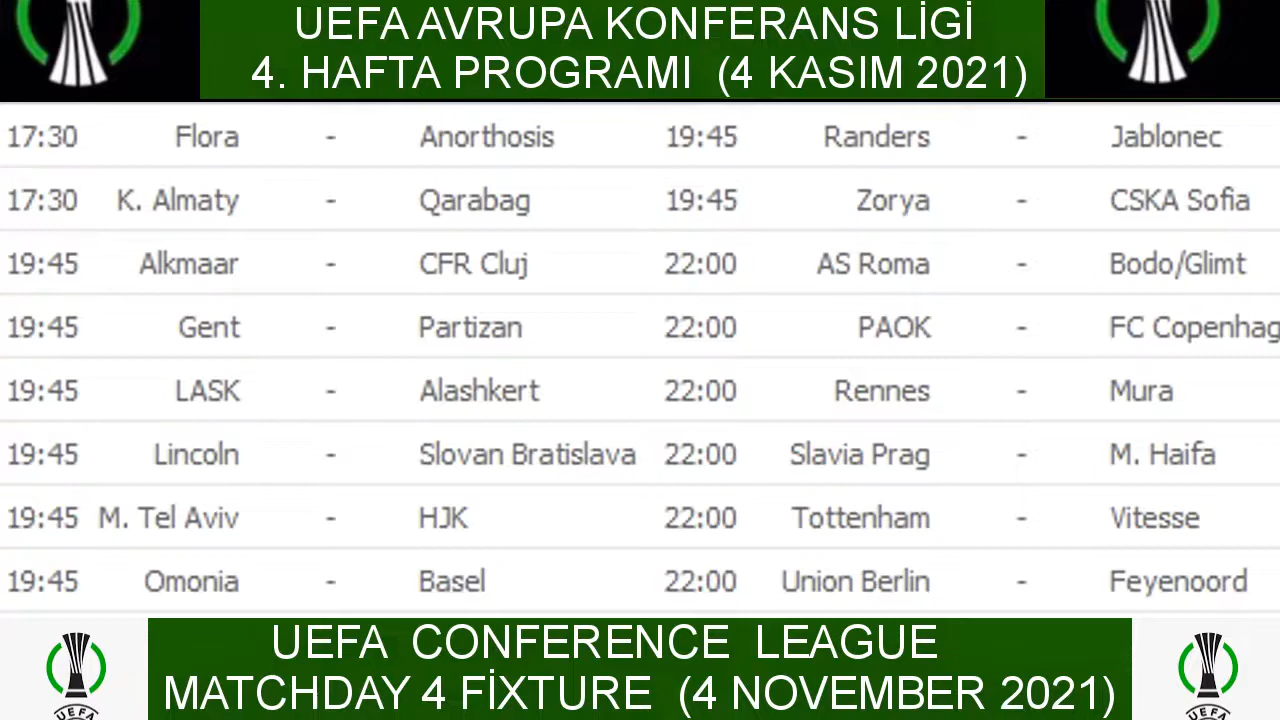 UEFA AVRUPA KONFERANS LİGİ
4. HAFTA PROGRAMI (4 KASIM 2021)
17:30 Flora - Anorthosis 19:45 Randers - Jablonec
17:30 K. Almaty - Qarabag 19:45 Zorya - CSKA Sofia
19:45 Alkmaar - CFR Cluj 22:00 AS Roma - Bodo/Glimt
19:45 Gent - Partizan 22:00 PAOK - FC Copenhag
19:45 LASK - Alashkert 22:00 Rennes - Mura
19:45 Lincoln - Slovan Bratislava 22:00 Slavia Prag - M. Haifa
19:45 M. Tel Aviv - HJK 22:00 Tottenham - Vitesse
19:45 Omonia - Basel 22:00 Union Berlin - Feyenoord
UEFA CONFERENCE LEAGUE
MATCHDAY 4 FİXTURE (4 NOVEMBER 2021)
UEFA
UEFA